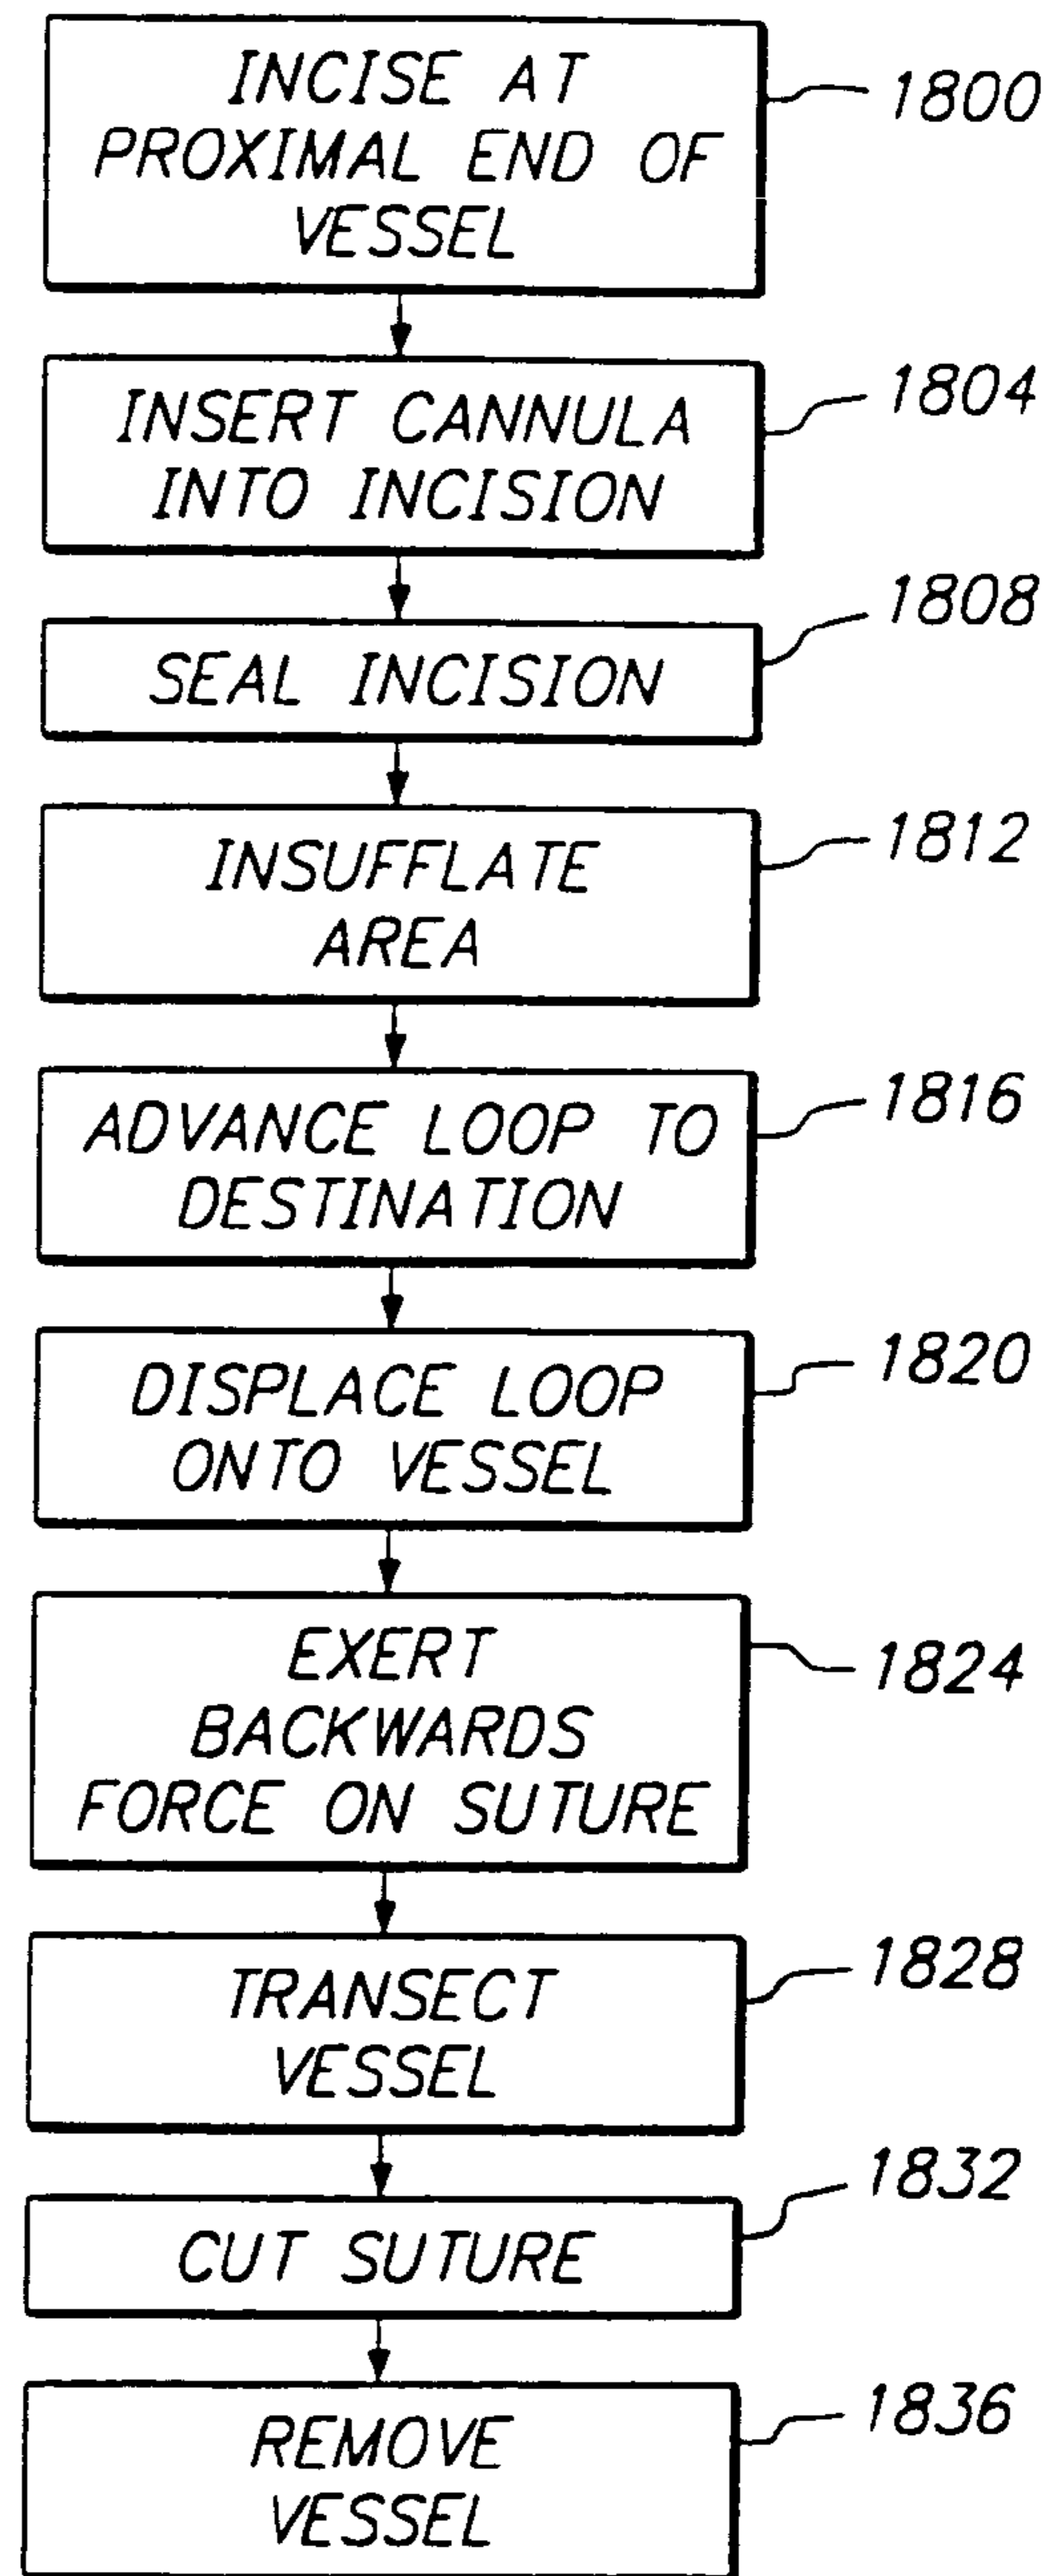 INCISE AT
PROXIMAL END OF
VESSEL
1800
INSERT CANNULA
INTO INCISION
1804
SEAL INCISION
1808
INSUFFLATE
AREA
1812
ADVANCE LOOP TO
DESTINATION
1816
DISPLACE LOOP
ONTO VESSEL
1820
EXERT
BACKWARDS
FORCE ON SUTURE
1824
TRANSECT
VESSEL
1828
CUT SUTURE
1832
REMOVE
VESSEL
1836